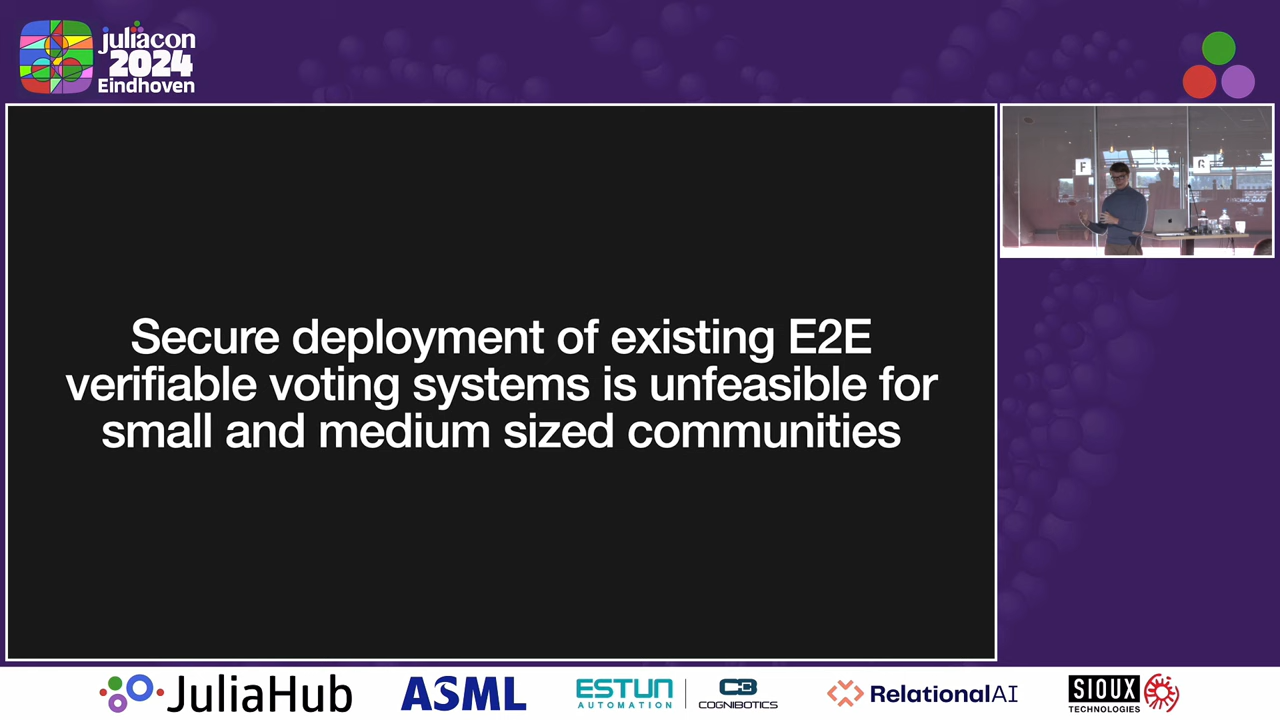 juliacon
2024
Eindhoven
F
G
Secure deployment of existing E2E
verifiable voting systems is unfeasible for
small and medium sized communities
JuliaHub
ASML
ESTUN
AUTOMATION
C3
COGNIBOTICS
RelationalAI
SIOUX
TECHNOLOGIES